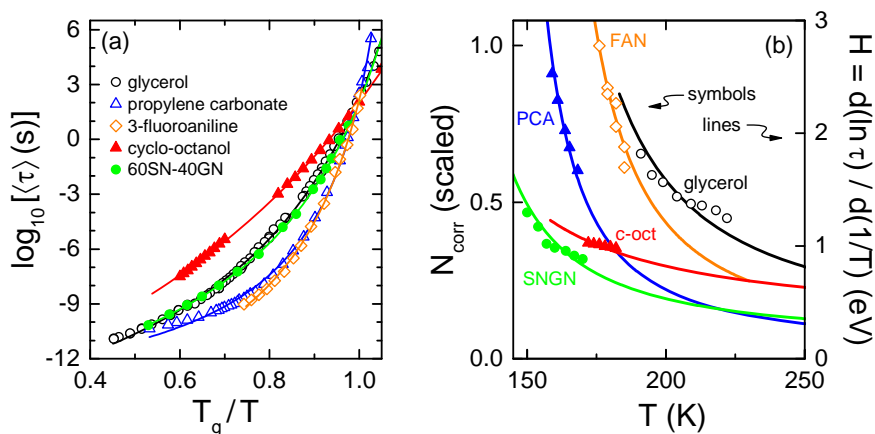 (a)
log₁₀ [⟨τ⟩ (s)]
6
3
0
-3
-6
-9
-12
glycerol
propylene carbonate
3-fluoroaniline
cyclo-octanol
60SN-40GN
0.4 0.6 0.8 1.0
T_g / T
(b)
N_corr (scaled)
1.0
0.5
0.0
FAN
PCA
symbols
lines
glycerol
c-oct
SNGN
150 200 250
T (K)
3
2
1
0
H = d(ln τ) / d(1/T) (eV)